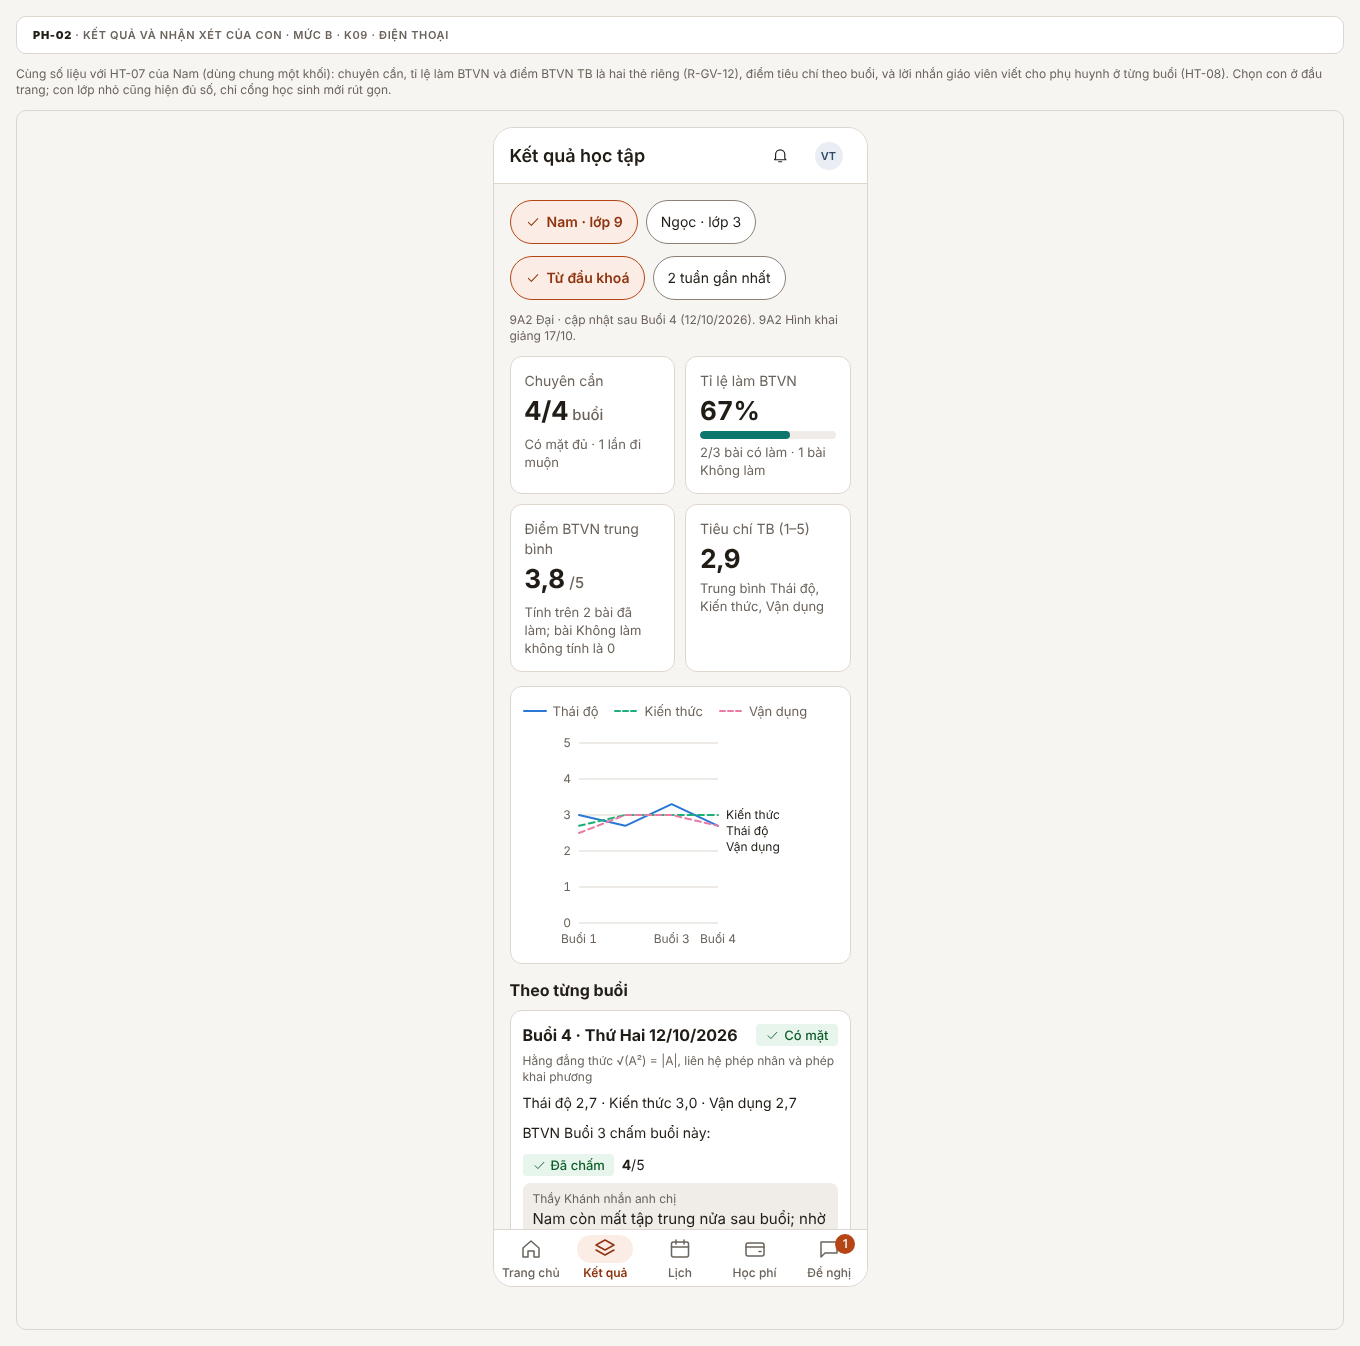 PH-02 · KẾT QUẢ VÀ NHẬN XÉT CỦA CON · MỨC B · K09 · ĐIỆN THOẠI
Cùng số liệu với HT-07 của Nam (dùng chung một khối): chuyên cần, tỉ lệ làm BTVN và điểm BTVN TB là hai thẻ riêng (R-GV-12), điểm tiêu chí theo buổi, và lời nhắn giáo viên viết cho phụ huynh ở từng buổi (HT-08). Chọn con ở đầu
trang; con lớp nhỏ cũng hiện đủ số, chỉ cổng học sinh mới rút gọn.
Kết quả học tập
VT
Nam · lớp 9
Ngọc · lớp 3
Từ đầu khoá
2 tuần gần nhất
9A2 Đại · cập nhật sau Buổi 4 (12/10/2026). 9A2 Hình khai
giảng 17/10.
Chuyên cần
4/4 buổi
Có mặt đủ · 1 lần đi
muộn
Tỉ lệ làm BTVN
67%
2/3 bài có làm · 1 bài
Không làm
Điểm BTVN trung
bình
3,8 /5
Tính trên 2 bài đã
làm; bài Không làm
không tính là 0
Tiêu chí TB (1–5)
2,9
Trung bình Thái độ,
Kiến thức, Vận dụng
Thái độ
Kiến thức
Vận dụng
5
4
3
2
1
0
Kiến thức
Thái độ
Vận dụng
Buổi 1
Buổi 3
Buổi 4
Theo từng buổi
Buổi 4 · Thứ Hai 12/10/2026
Có mặt
Hằng đẳng thức √(A²) = |A|, liên hệ phép nhân và phép
khai phương
Thái độ 2,7 · Kiến thức 3,0 · Vận dụng 2,7
BTVN Buổi 3 chấm buổi này:
Đã chấm
4/5
Thầy Khánh nhắn anh chị
Nam còn mất tập trung nửa sau buổi; nhờ
1
Trang chủ
Kết quả
Lịch
Học phí
Đề nghị